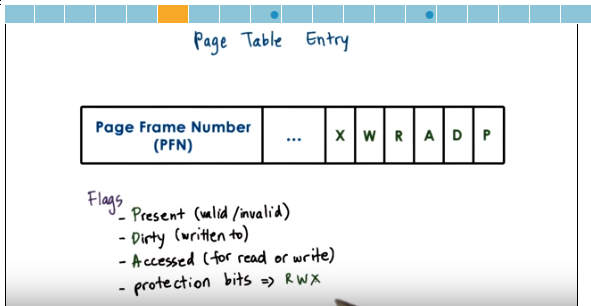 Page Table Entry
Page Frame Number (PFN) ... X W R A D P
Flags
- Present (valid/invalid)
- Dirty (written to)
- Accessed (for read or write)
- protection bits => RWX